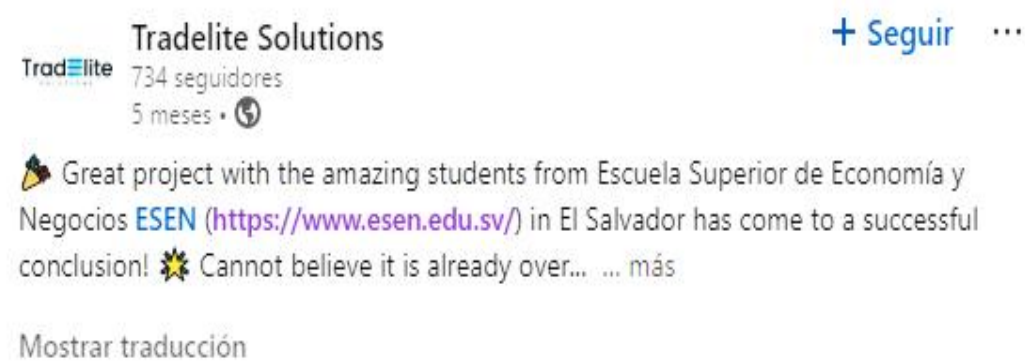 Tradelite Solutions
+ Seguir ...
TradElite
734 seguidores
5 meses •
Great project with the amazing students from Escuela Superior de Economía y
Negocios ESEN (https://www.esen.edu.sv/) in El Salvador has come to a successful
conclusion! Cannot believe it is already over... ... más
Mostrar traducción